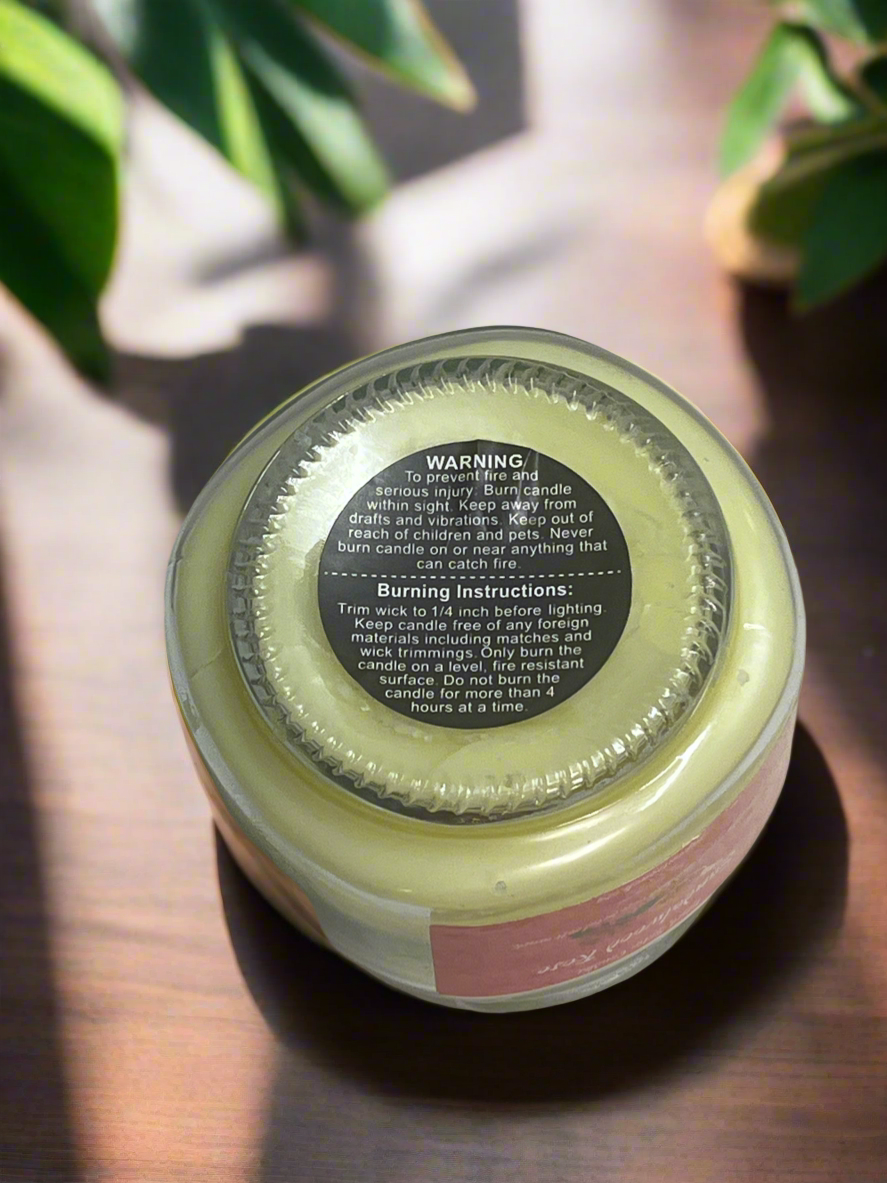 WARNING
To prevent fire and
serious injury. Burn candle
within sight. Keep away from
drafts and vibrations. Keep out of
reach of children and pets. Never
burn candle on or near anything that
can catch fire.
Burning Instructions:
Trim wick to 1/4 inch before lighting.
Keep candle free of any foreign
materials including matches and
wick trimmings. Only burn the
candle on a level, fire resistant
surface. Do not burn the
candle for more than 4
hours at a time.
Rose